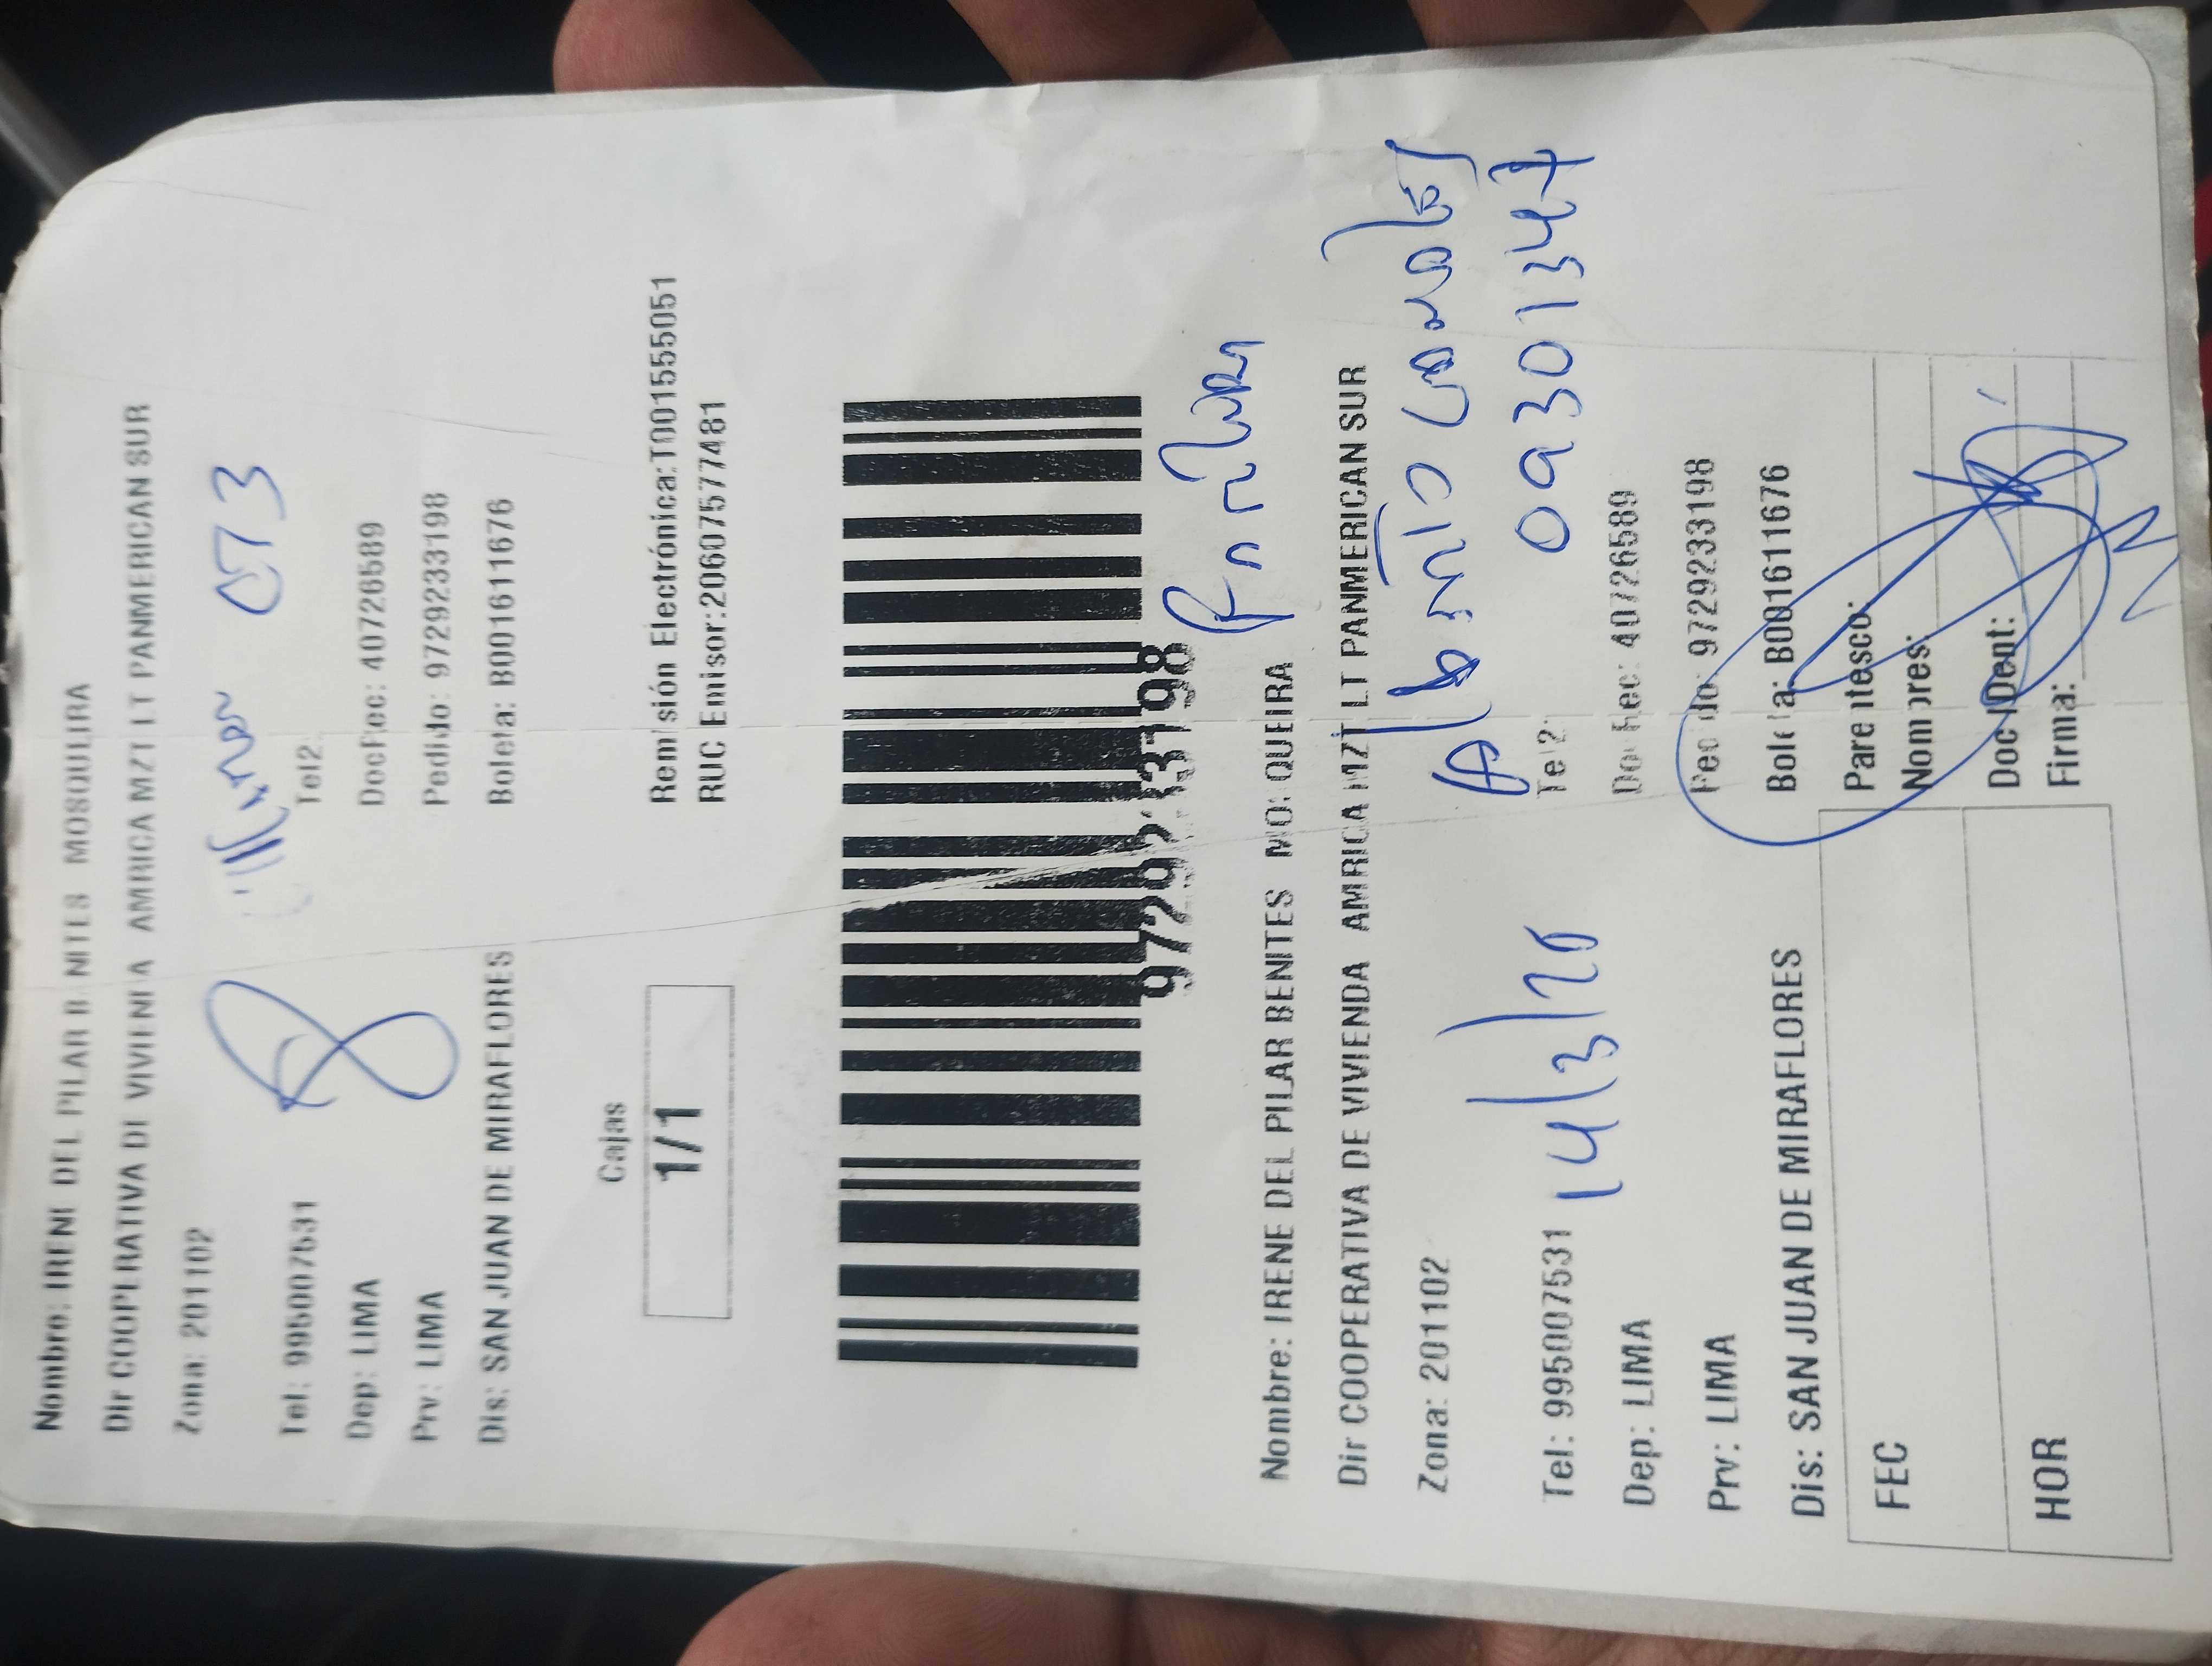 Nombre: IRENE DEL PILAR BENITES MOSQUEIRA
Dir COOPERATIVA DE VIVIENDA AMRICA MZT LT PANMERICAN SUR
Zona: 201102
073
Tel: 995007531 Tel2:
Dep: LIMA DocRec: 40726589
Prv: LIMA Pedido: 9729233198
Dis: SAN JUAN DE MIRAFLORES Boleta: B001611676
Cajas
1/1
Remisión Electrónica:T001555051
RUC Emisor:20607577481
9729233198
Nombre: IRENE DEL PILAR BENITES MOSQUEIRA
Dir COOPERATIVA DE VIVIENDA AMRICA MZT LT PANMERICAN SUR
Zona: 201102
Tel: 995007531 14/3/26 Tel2: 09301347
Dep: LIMA DocRec: 40726589
Prv: LIMA Pedido: 9729233198
Dis: SAN JUAN DE MIRAFLORES Boleta: B001611676
FEC Parentesco:
Nombres:
HOR Doc Ident:
Firma: